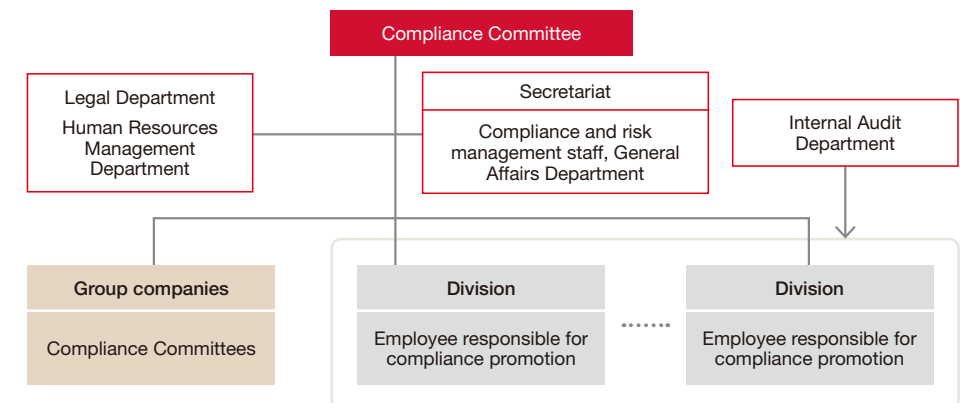 Compliance Committee
Legal Department
Human Resources
Management
Department
Secretariat
Compliance and risk
management staff, General
Affairs Department
Internal Audit
Department
Group companies
Compliance Committees
Division
Employee responsible for
compliance promotion
Division
Employee responsible for
compliance promotion